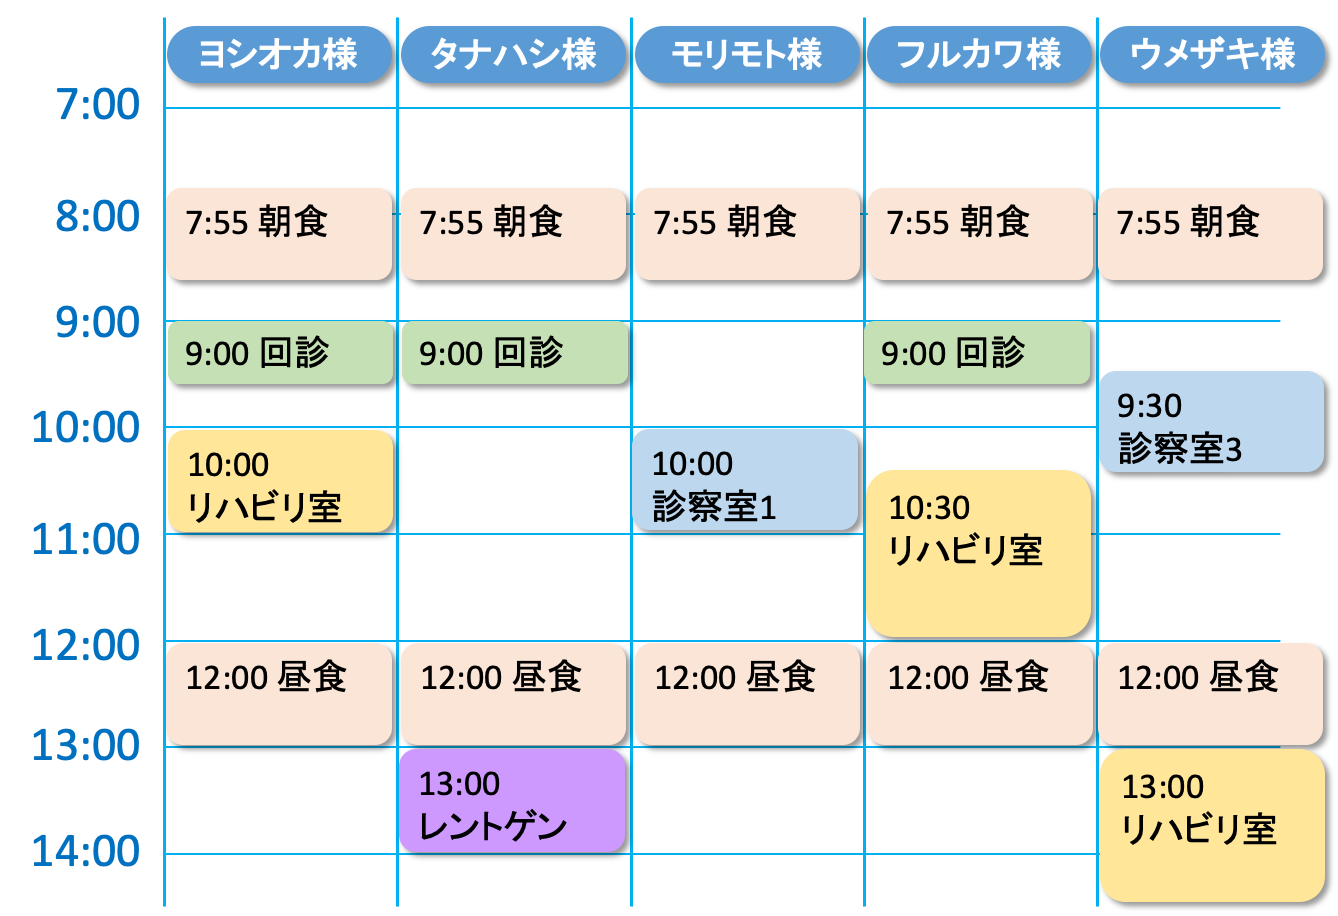 ヨシオカ様
タナハシ様
モリモト様
フルカワ様
ウメザキ様
7:00
8:00
7:55 朝食
7:55 朝食
7:55 朝食
7:55 朝食
7:55 朝食
9:00
9:00 回診
9:00 回診
9:00 回診
9:30
診察室3
10:00
10:00
リハビリ室
10:00
診察室1
10:30
リハビリ室
11:00
12:00
12:00 昼食
12:00 昼食
12:00 昼食
12:00 昼食
12:00 昼食
13:00
13:00
レントゲン
13:00
リハビリ室
14:00